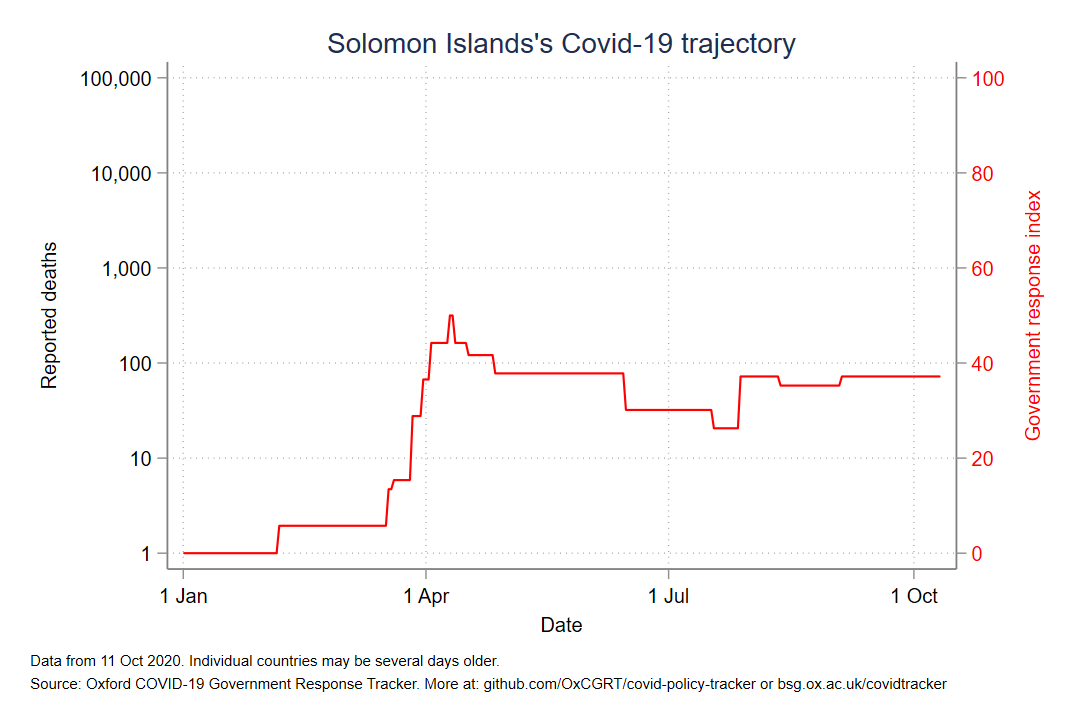 Solomon Islands's Covid-19 trajectory
100,000
10,000
1,000
100
10
1
Reported deaths
100
80
60
40
20
0
Government response index
1 Jan
1 Apr
1 Jul
1 Oct
Date
Data from 11 Oct 2020. Individual countries may be several days older.
Source: Oxford COVID-19 Government Response Tracker. More at: github.com/OxCGRT/covid-policy-tracker or bsg.ox.ac.uk/covidtracker